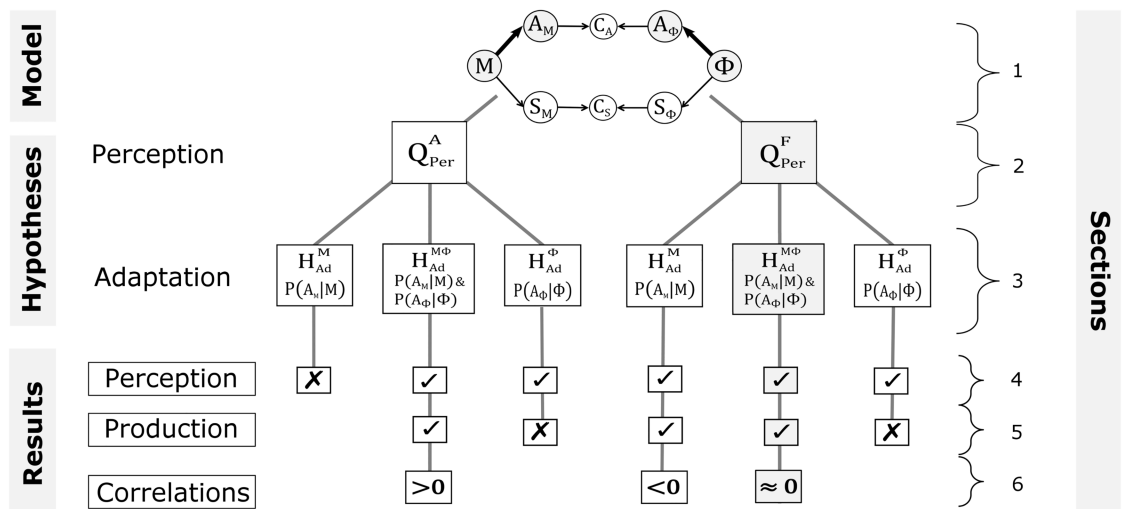 Model
A_M C_A A_Φ
M Φ
S_M C_S S_Φ
1
Hypotheses
Perception
Q^A_Per Q^F_Per
2
Adaptation
H^M_Ad H^MΦ_Ad H^Φ_Ad H^M_Ad H^MΦ_Ad H^Φ_Ad
P(A_M|M) P(A_M|M) & P(A_Φ|Φ) P(A_M|M) P(A_M|M) & P(A_Φ|Φ)
P(A_Φ|Φ) P(A_Φ|Φ)
3
Results
Perception ✗ ✓ ✓ ✓ ✓ ✓
4
Production ✓ ✗ ✓ ✓ ✗
5
Correlations >0 <0 ≈ 0
6
Sections